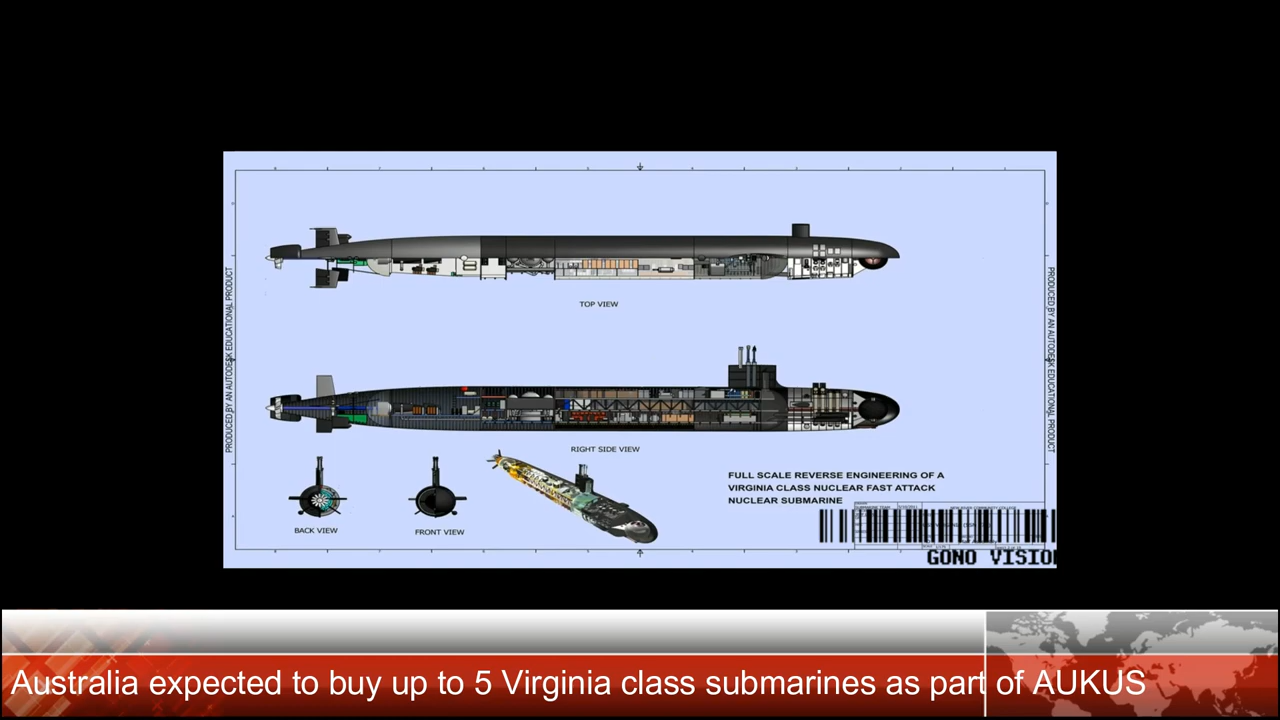 PRODUCED BY AN AUTODESK EDUCATIONAL PRODUCT
PRODUCED BY AN AUTODESK EDUCATIONAL PRODUCT
TOP VIEW
RIGHT SIDE VIEW
BACK VIEW
FRONT VIEW
FULL SCALE REVERSE ENGINEERING OF A
VIRGINIA CLASS NUCLEAR FAST ATTACK
NUCLEAR SUBMARINE
GONO VISION
Australia expected to buy up to 5 Virginia class submarines as part of AUKUS